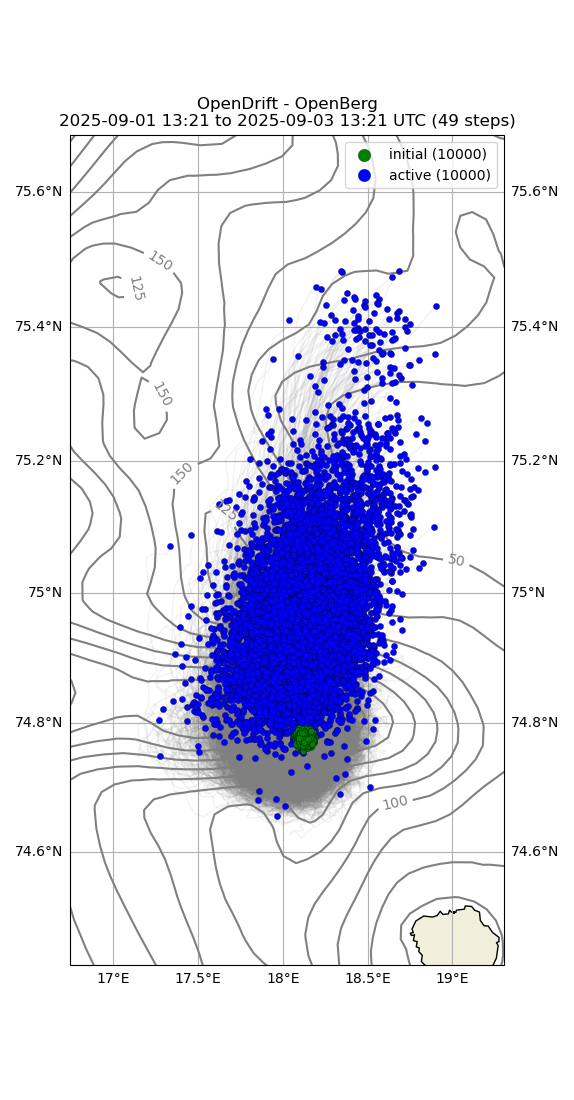 OpenDrift - OpenBerg
2025-09-01 13:21 to 2025-09-03 13:21 UTC (49 steps)
initial (10000)
active (10000)
75.6°N 75.6°N
150
125
75.4°N 75.4°N
150
75.2°N 75.2°N
150
125
50
75°N 75°N
74.8°N 74.8°N
100
74.6°N 74.6°N
17°E 17.5°E 18°E 18.5°E 19°E